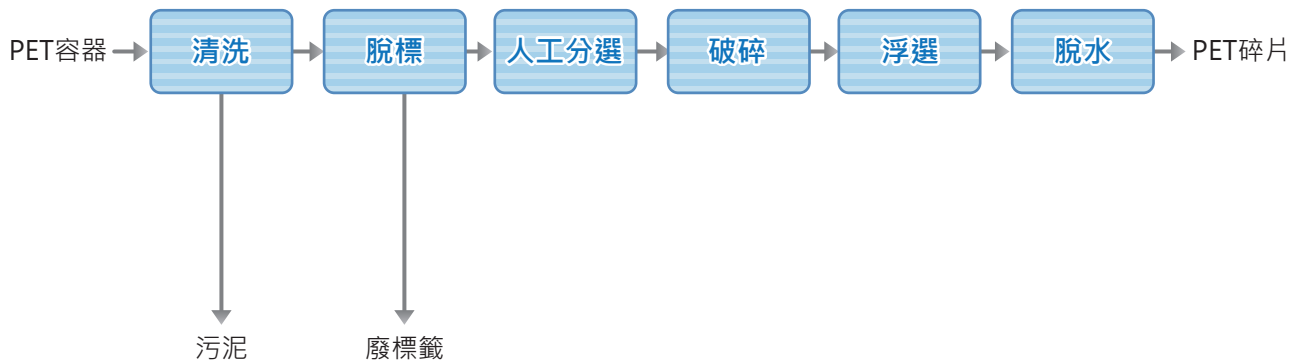 PET容器
清洗
脫標
人工分選
破碎
浮選
脫水
PET碎片
污泥
廢標籤